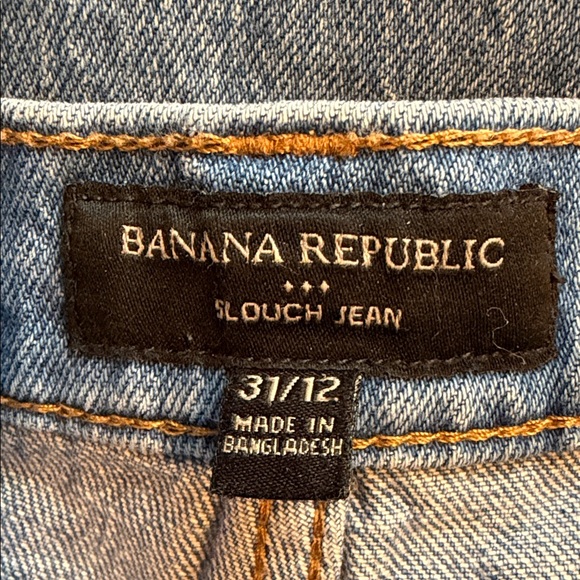 BANANA REPUBLIC
SLOUCH JEAN
31/12
MADE IN
BANGLADESH